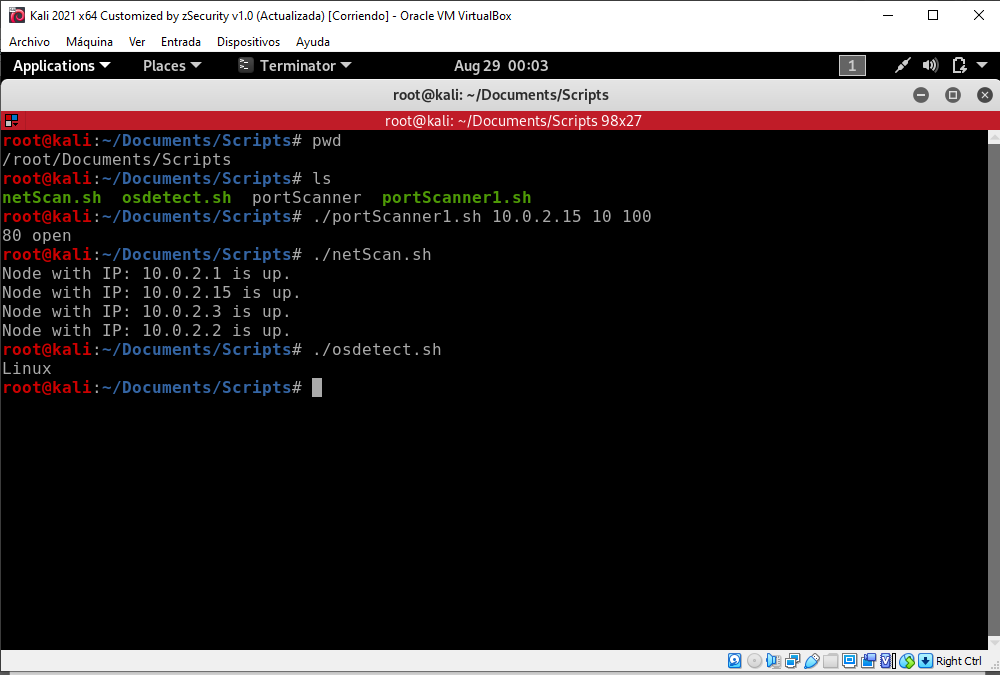 Kali 2021 x64 Customized by zSecurity v1.0 (Actualizada) [Corriendo] - Oracle VM VirtualBox
Archivo Máquina Ver Entrada Dispositivos Ayuda
Applications Places Terminator Aug 29 00:03 1
root@kali: ~/Documents/Scripts
root@kali: ~/Documents/Scripts 98x27
root@kali:~/Documents/Scripts# pwd
/root/Documents/Scripts
root@kali:~/Documents/Scripts# ls
netScan.sh osdetect.sh portScanner portScanner1.sh
root@kali:~/Documents/Scripts# ./portScanner1.sh 10.0.2.15 10 100
80 open
root@kali:~/Documents/Scripts# ./netScan.sh
Node with IP: 10.0.2.1 is up.
Node with IP: 10.0.2.15 is up.
Node with IP: 10.0.2.3 is up.
Node with IP: 10.0.2.2 is up.
root@kali:~/Documents/Scripts# ./osdetect.sh
Linux
root@kali:~/Documents/Scripts#
Right Ctrl